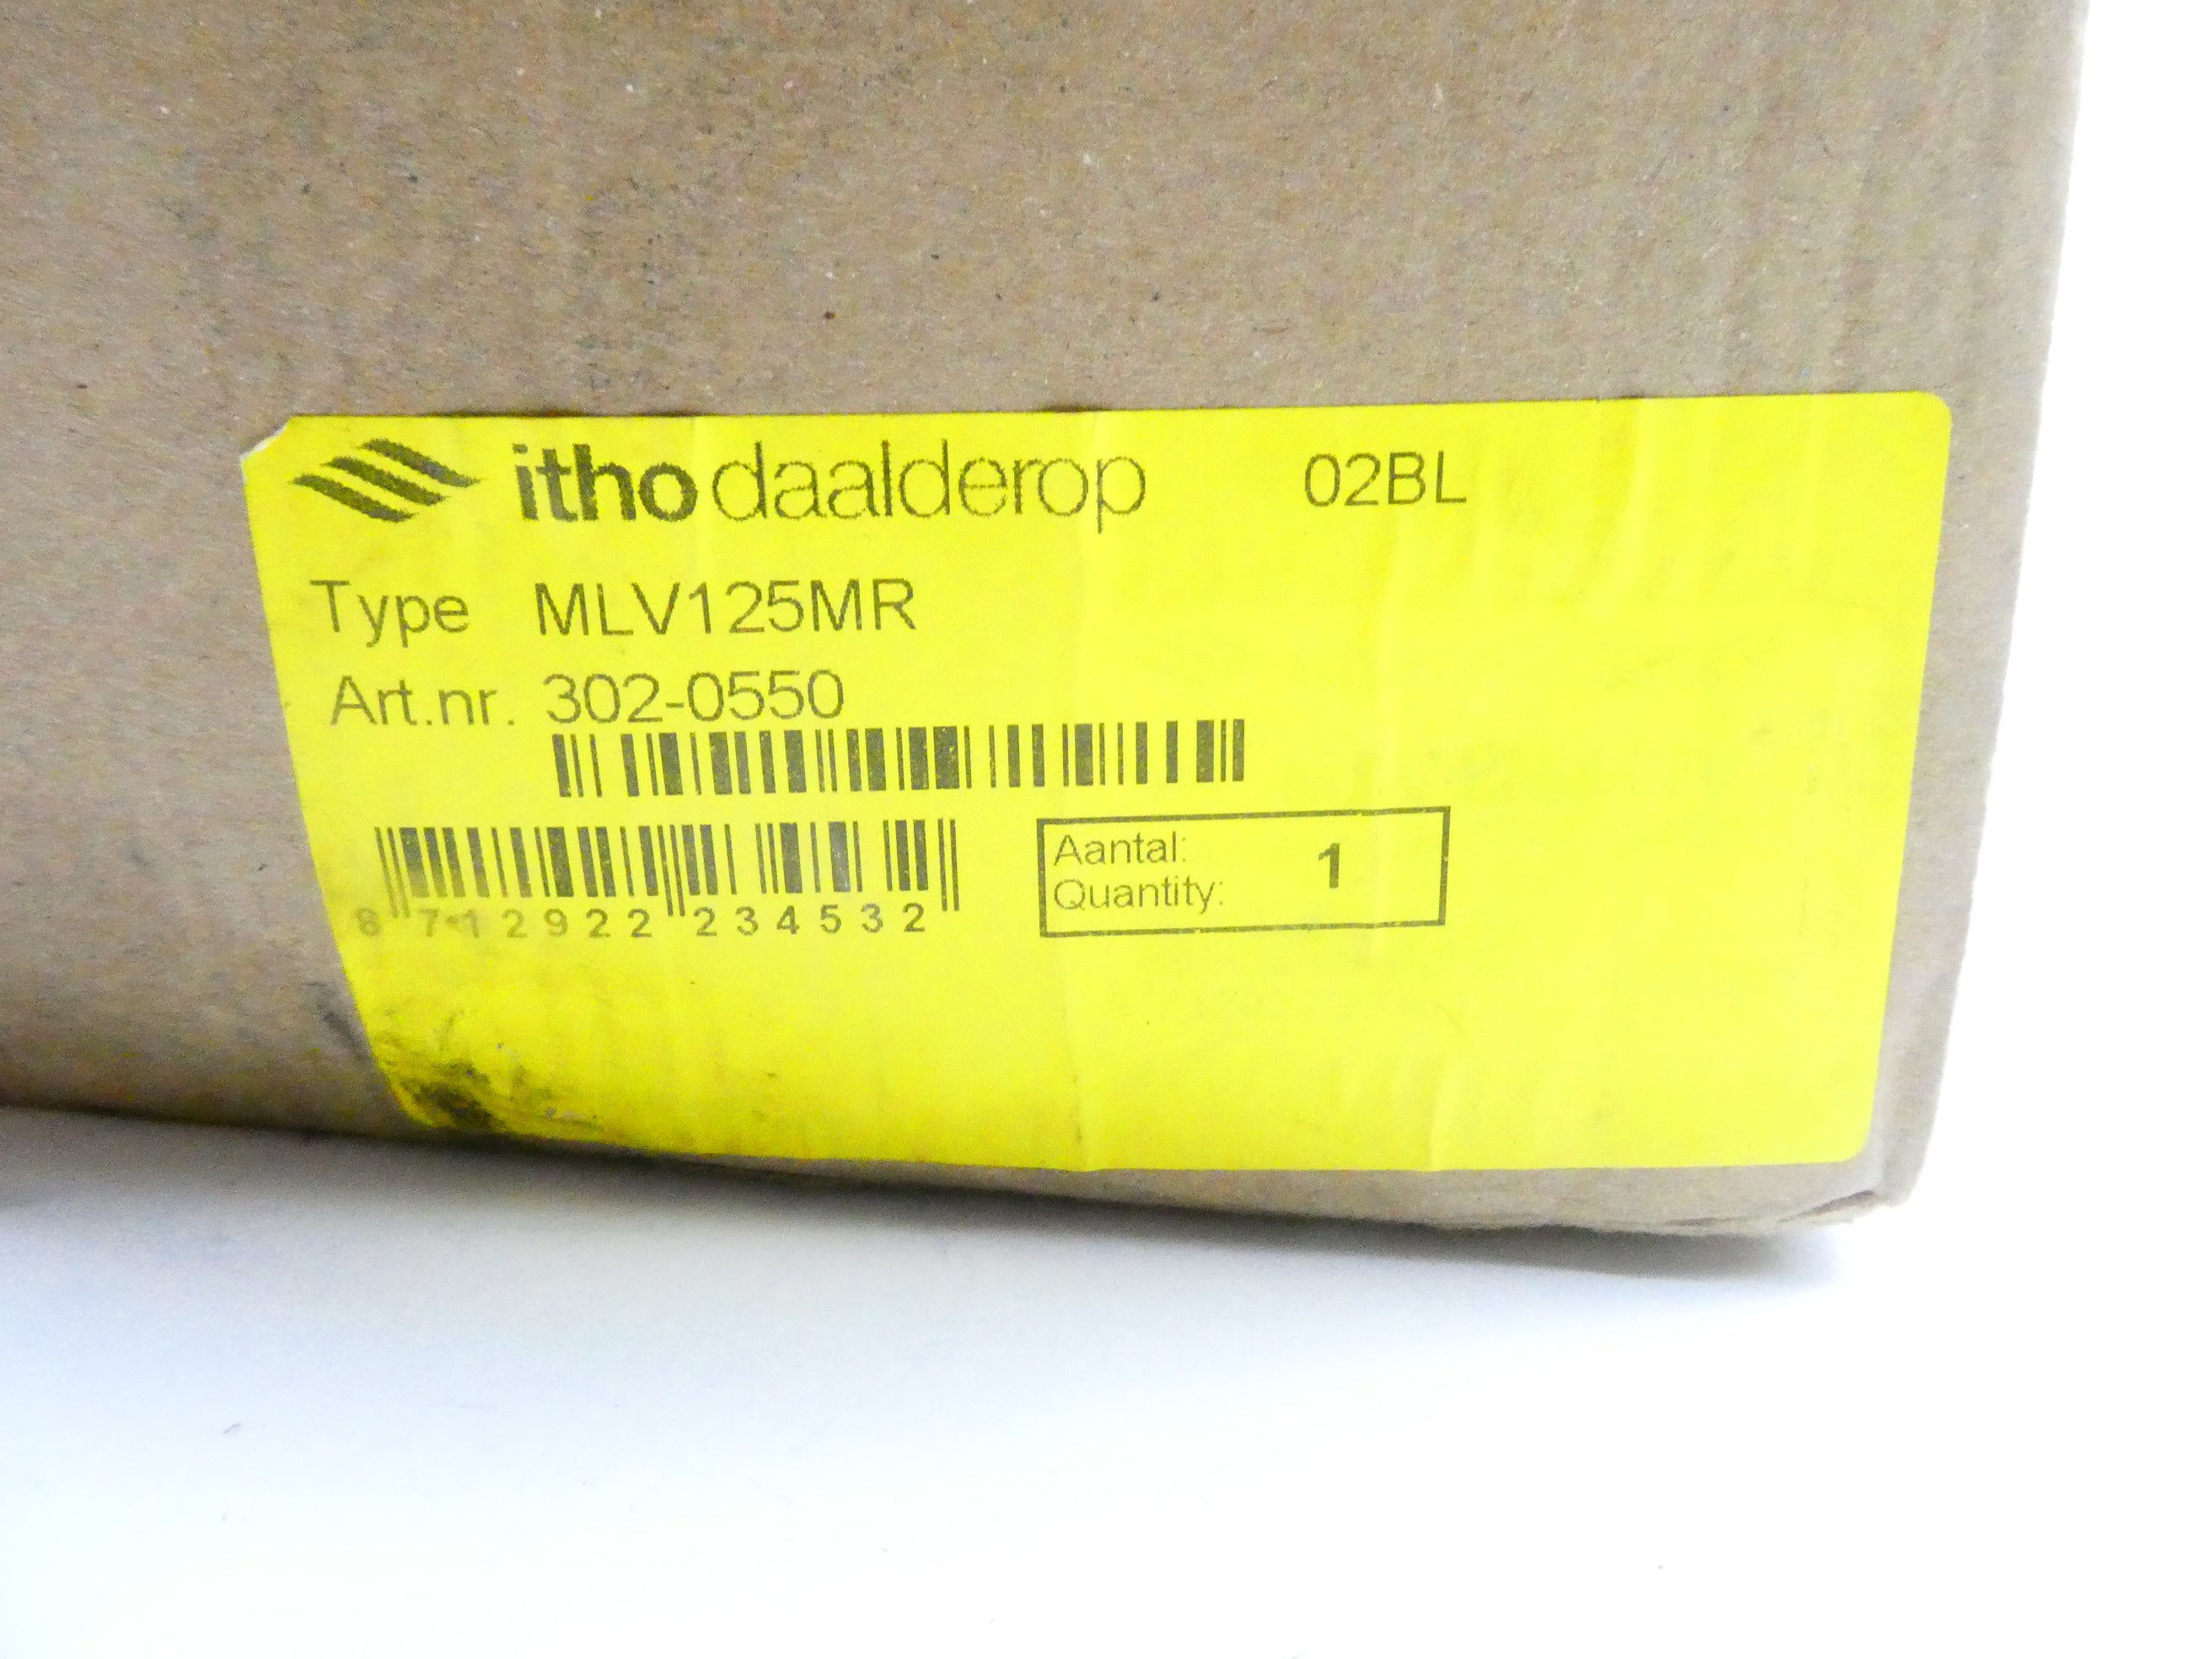 itho daalderop 02BL
Type MLV125MR
Art.nr. 302-0550
8 712922 234532
Aantal: 1
Quantity: